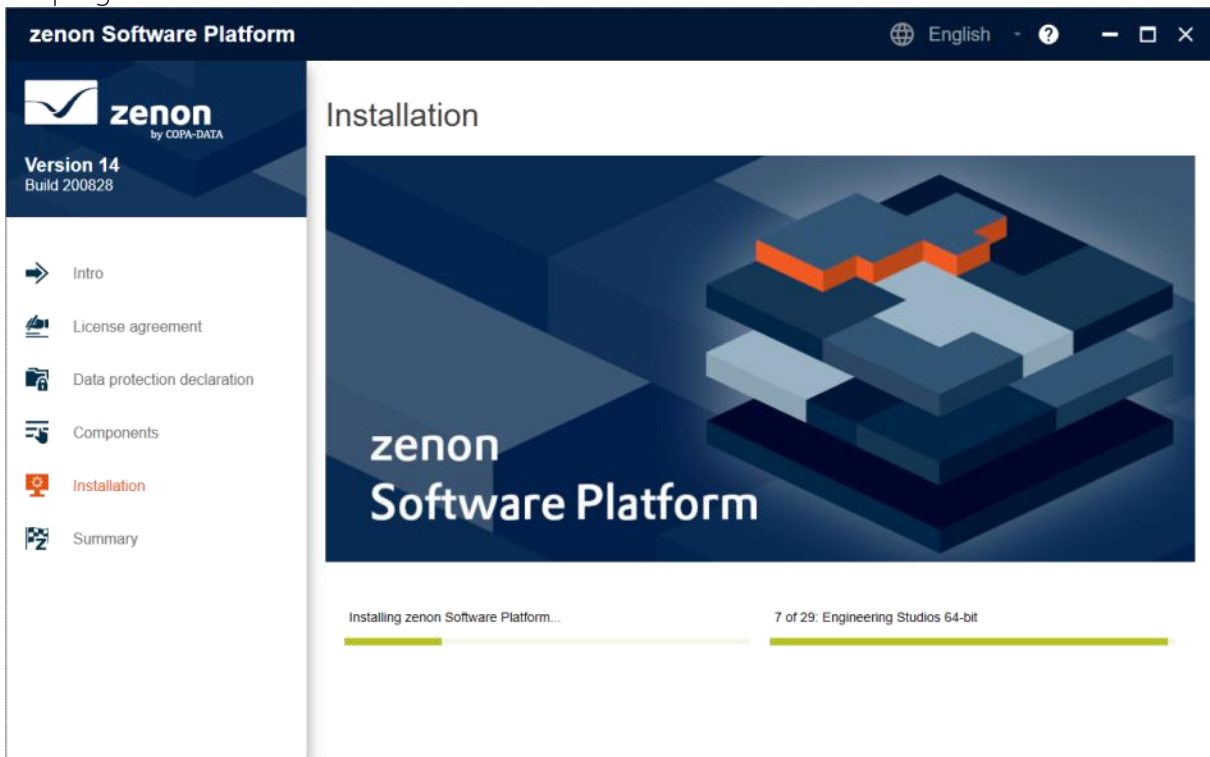 zenon Software Platform
English
zenon
by COPA-DATA
Version 14
Build 200828
Intro
License agreement
Data protection declaration
Components
Installation
Summary
Installation
zenon
Software Platform
Installing zenon Software Platform...
7 of 29: Engineering Studios 64-bit